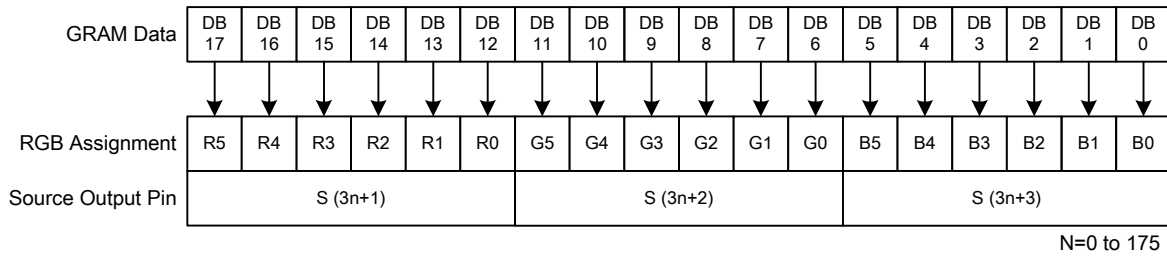 GRAM Data DB 17 DB 16 DB 15 DB 14 DB 13 DB 12 DB 11 DB 10 DB 9 DB 8 DB 7 DB 6 DB 5 DB 4 DB 3 DB 2 DB 1 DB 0
RGB Assignment R5 R4 R3 R2 R1 R0 G5 G4 G3 G2 G1 G0 B5 B4 B3 B2 B1 B0
Source Output Pin S (3n+1) S (3n+2) S (3n+3)
N=0 to 175